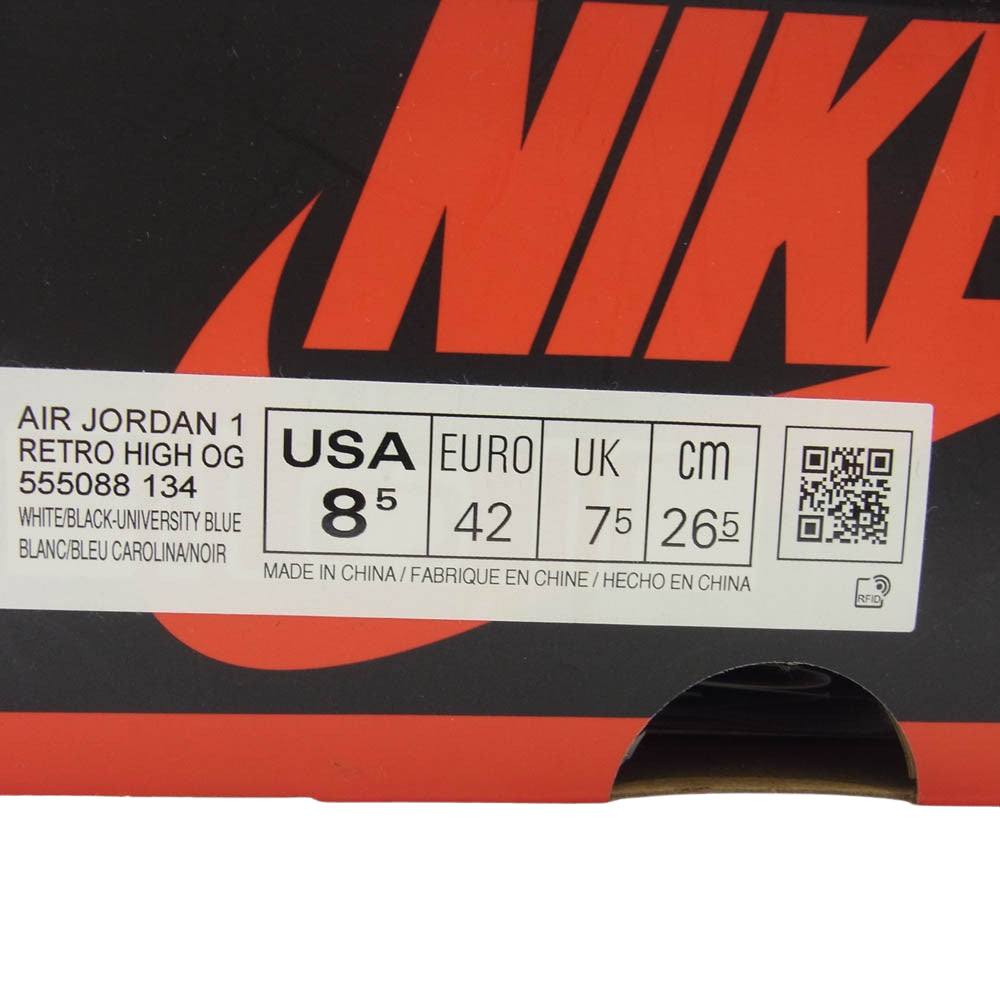 NIKE
AIR JORDAN 1
RETRO HIGH OG
555088 134
WHITE/BLACK-UNIVERSITY BLUE
BLANC/BLEU CAROLINA/NOIR
USA EURO UK cm
8⁵ 42 7⁵ 26⁵
MADE IN CHINA / FABRIQUE EN CHINE / HECHO EN CHINA
RFID